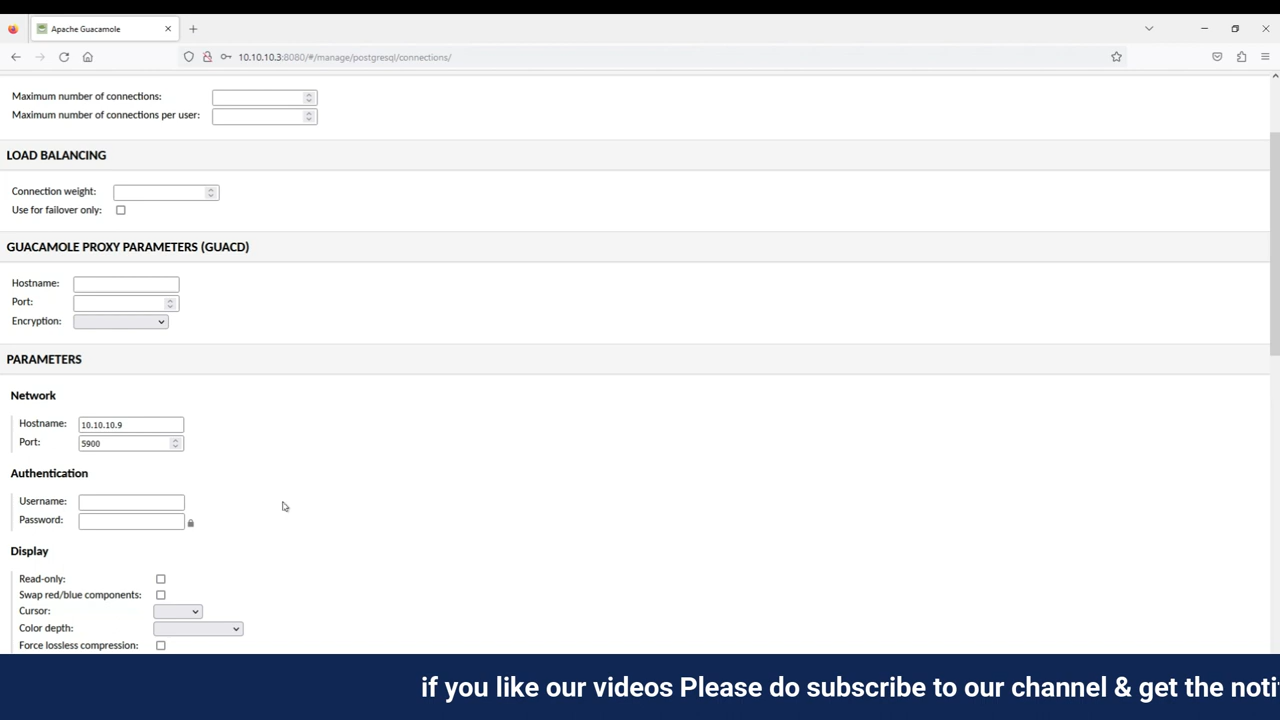 Apache Guacamole
10.10.10.3:8080/#/manage/postgresql/connections/
Maximum number of connections:
Maximum number of connections per user:
LOAD BALANCING
Connection weight:
Use for failover only:
GUACAMOLE PROXY PARAMETERS (GUACD)
Hostname:
Port:
Encryption:
PARAMETERS
Network
Hostname: 10.10.10.9
Port: 5900
Authentication
Username:
Password:
Display
Read-only:
Swap red/blue components:
Cursor:
Color depth:
Force lossless compression:
if you like our videos Please do subscribe to our channel & get the noti